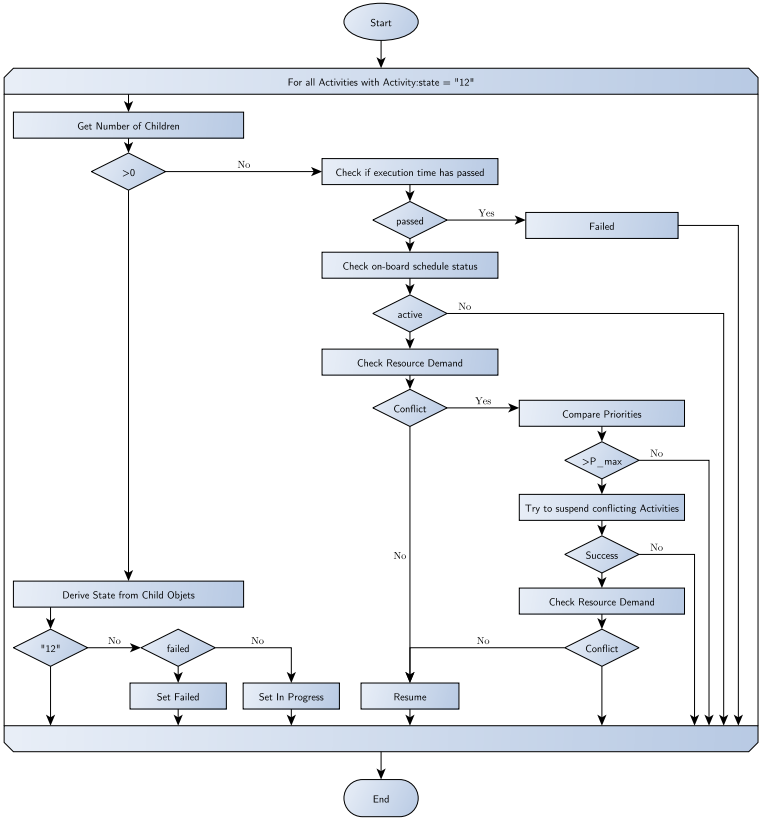 Start
For all Activities with Activity:state = "12"
Get Number of Children
>0
No
Check if execution time has passed
passed
Yes
Failed
Check on-board schedule status
active
No
Check Resource Demand
Conflict
Yes
Compare Priorities
>P_max
No
Try to suspend conflicting Activities
No
Success
No
Derive State from Child Objets
Check Resource Demand
"12"
No
failed
No
No
Conflict
Set Failed
Set In Progress
Resume
End